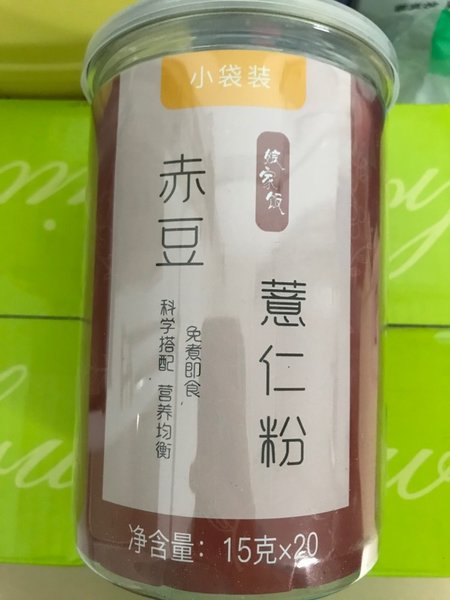 小袋装
赤豆
薏仁粉
免煮即食,
科学搭配 营养均衡
净含量：15克×20